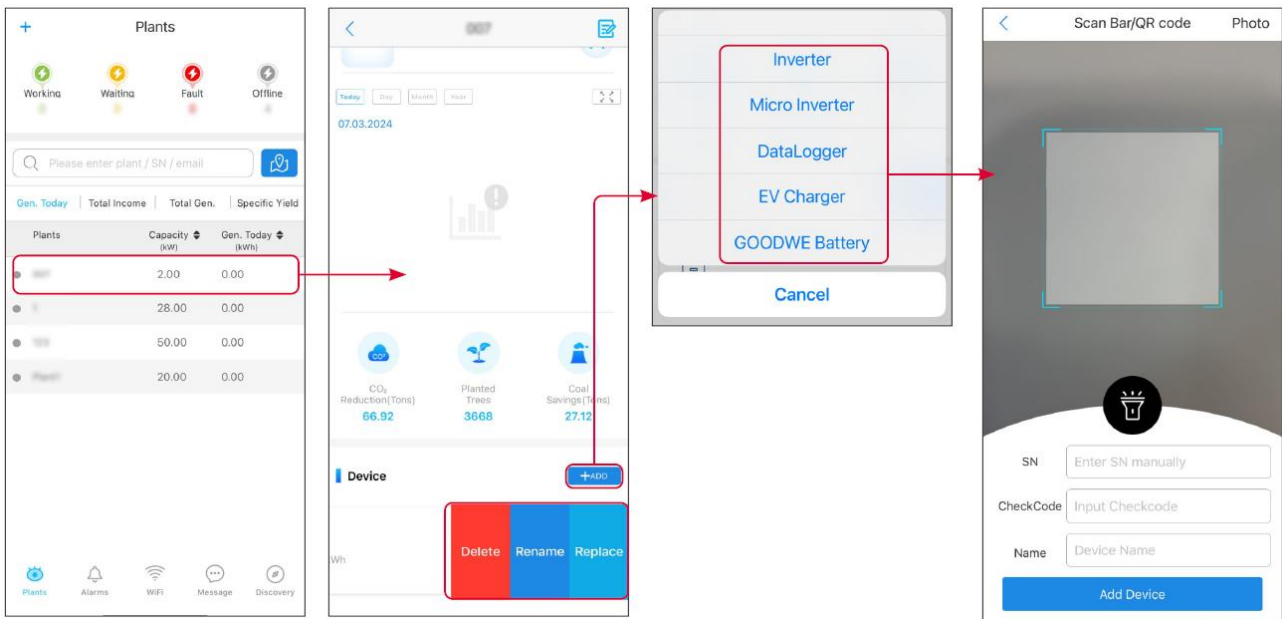 Plants
Working
Waiting
Fault
Offline
Please enter plant / SN / email
Gen. Today
Total Income
Total Gen.
Specific Yield
Plants
Capacity
(kW)
Gen. Today
(kWh)
2.00 0.00
28.00 0.00
50.00 0.00
20.00 0.00
Plants
Alarms
WiFi
Message
Discovery
007
Today
Day
Month
Year
07.03.2024
CO₂
CO₂
Reduction(Tons)
66.92
Planted
Trees
3668
Coal
Savings(Tons)
27.12
Device
+ADD
Wh
Delete
Rename
Replace
Inverter
Micro Inverter
DataLogger
EV Charger
GOODWE Battery
Cancel
Scan Bar/QR code
Photo
SN
Enter SN manually
CheckCode
Input Checkcode
Name
Device Name
Add Device